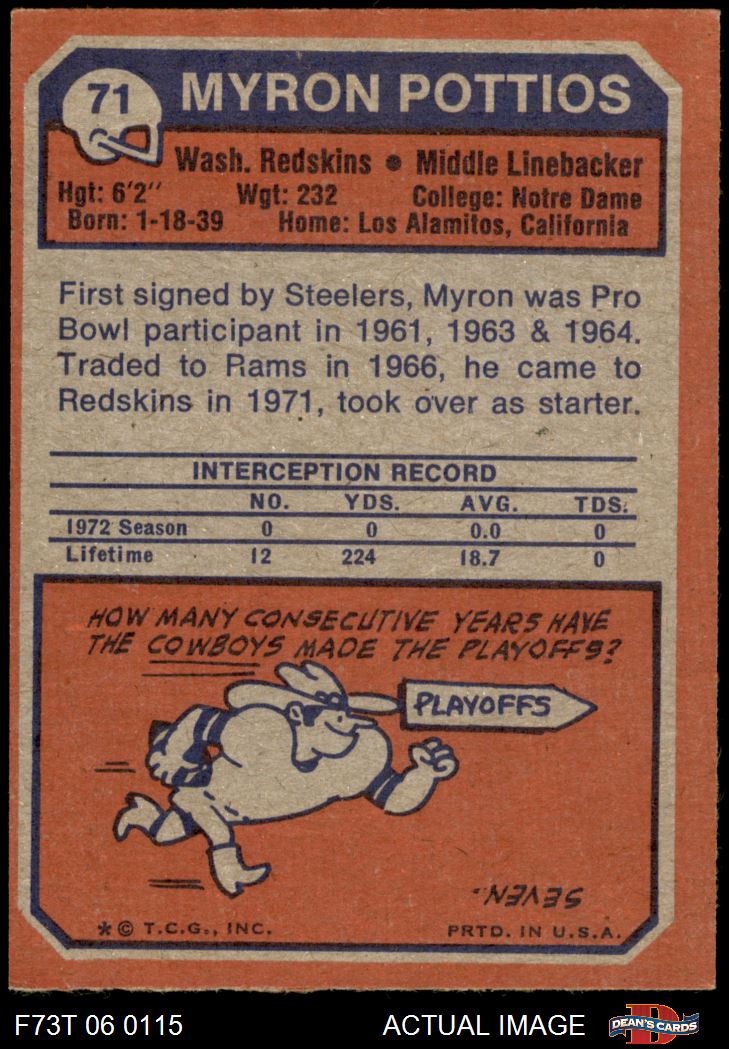 71 MYRON POTTIOS
Wash. Redskins • Middle Linebacker
Hgt: 6'2" Wgt: 232 College: Notre Dame
Born: 1-18-39 Home: Los Alamitos, California
First signed by Steelers, Myron was Pro
Bowl participant in 1961, 1963 & 1964.
Traded to Rams in 1966, he came to
Redskins in 1971, took over as starter.
INTERCEPTION RECORD
NO. YDS. AVG. TDS.
1972 Season 0 0 0.0 0
Lifetime 12 224 18.7 0
HOW MANY CONSECUTIVE YEARS HAVE
THE COWBOYS MADE THE PLAYOFFS?
PLAYOFFS
SEVEN.
* © T.C.G., INC. PRTD. IN U.S.A.
F73T 06 0115 ACTUAL IMAGE DEAN'S CARDS